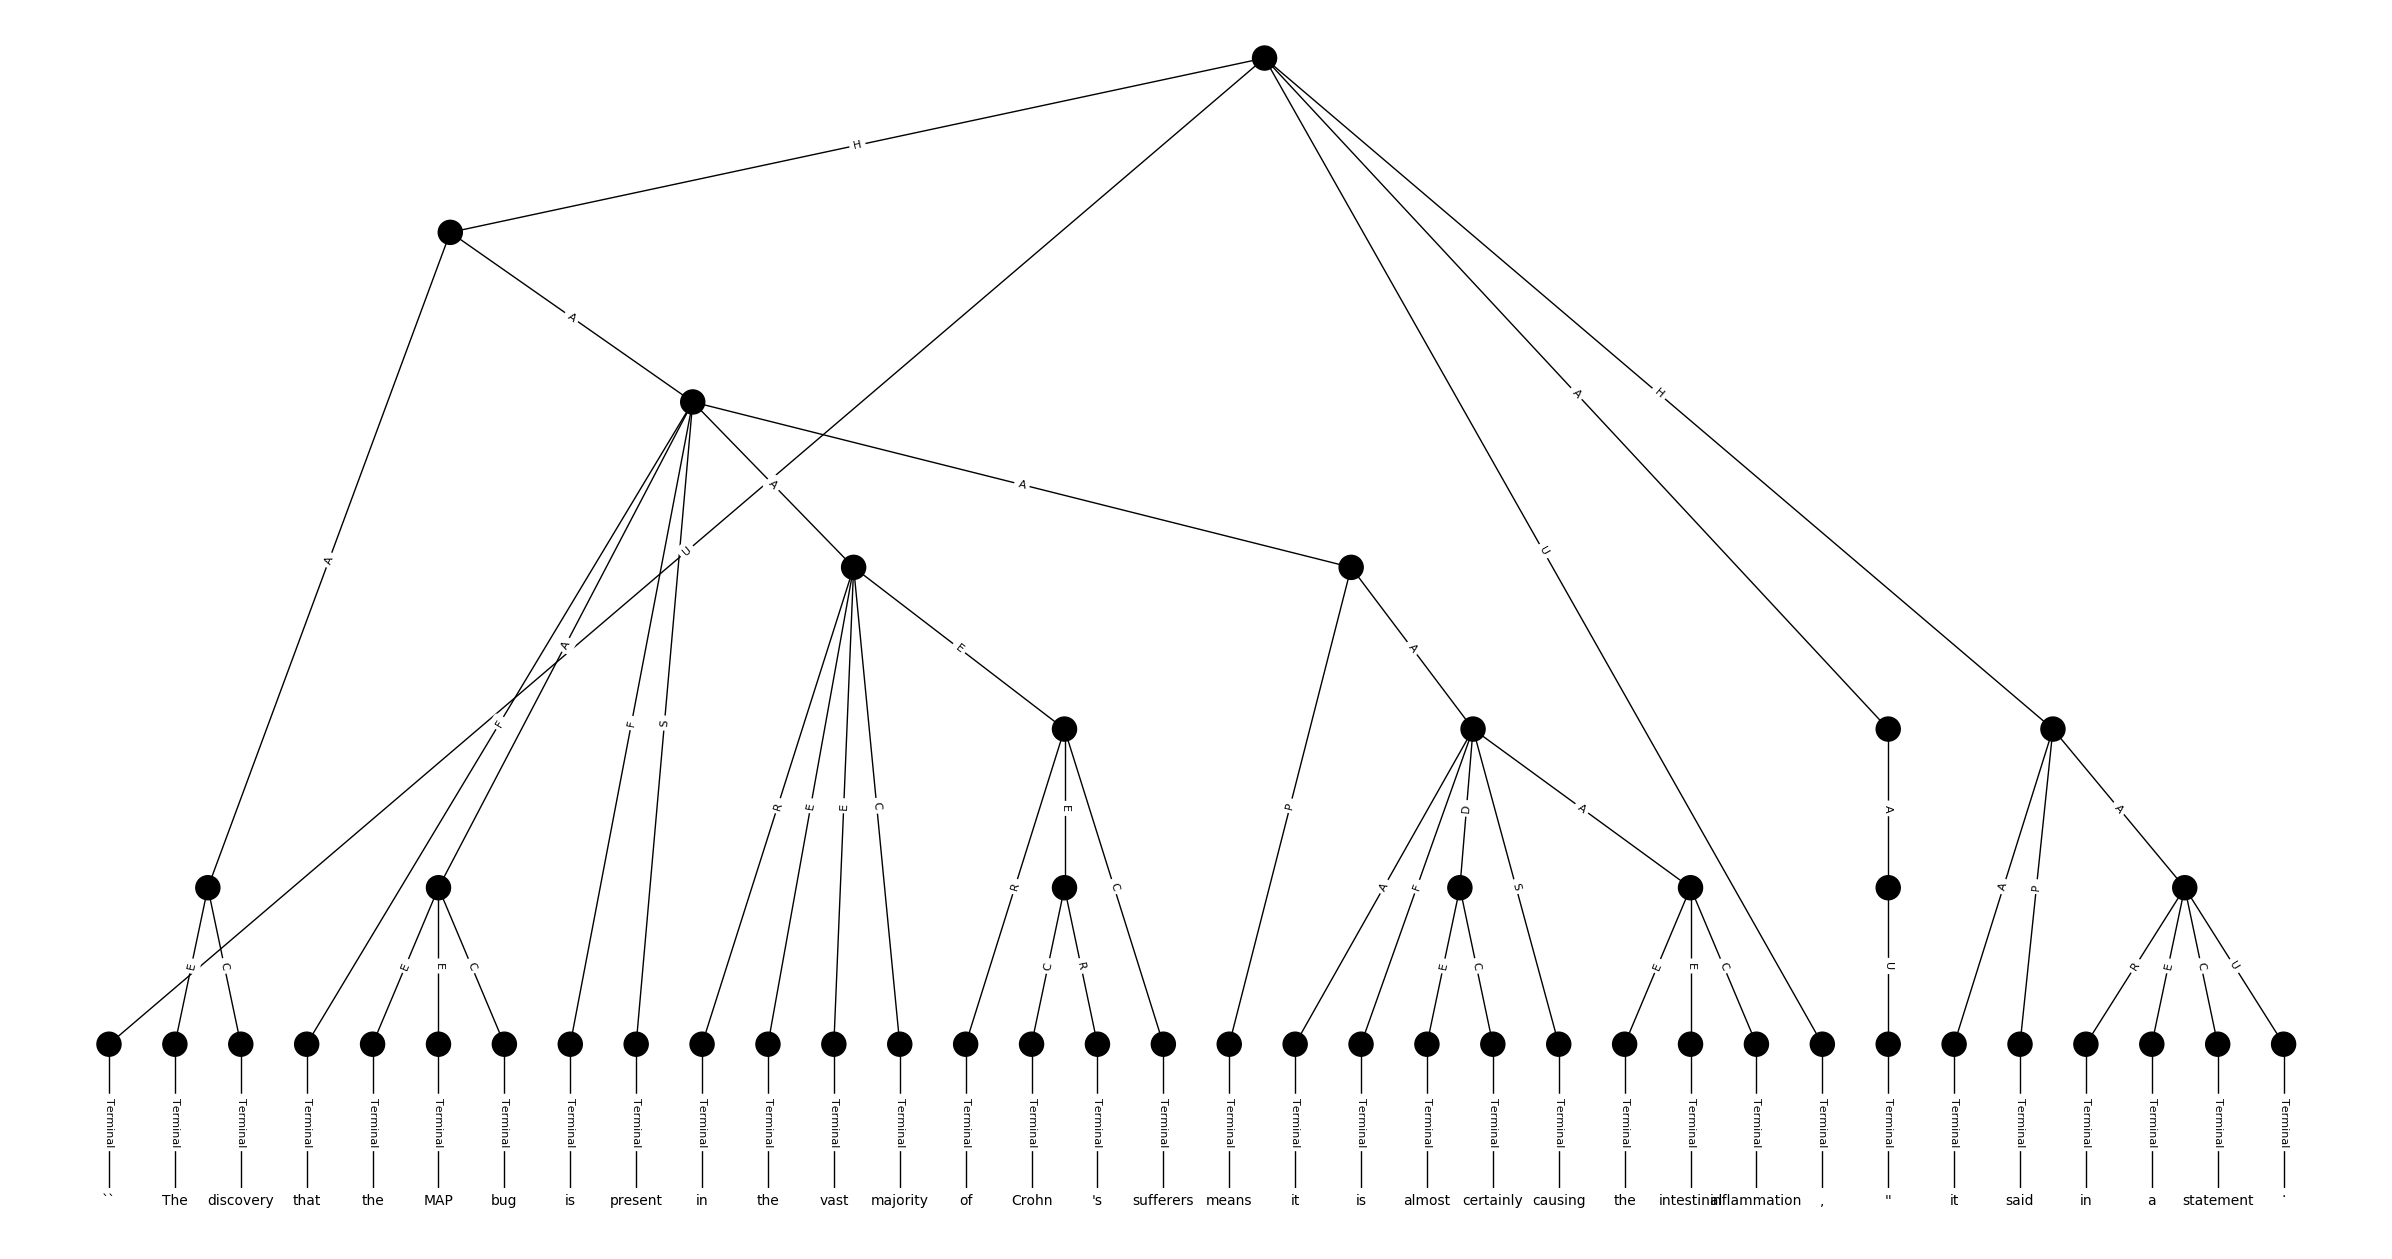 H
A
A
A
A
A
U
U
A
H
F
A
F
S
E
A
R
E
E
C
E
P
D
A
A
A
R
C
A
F
S
A
P
E
C
E
E
C
C
R
E
C
E
E
C
U
R
E
C
U
Terminal Terminal Terminal Terminal Terminal Terminal Terminal Terminal Terminal Terminal Terminal Terminal Terminal Terminal Terminal Terminal Terminal Terminal Terminal Terminal Terminal Terminal Terminal Terminal Terminal Terminal Terminal Terminal Terminal Terminal Terminal Terminal Terminal Terminal
`` The discovery that the MAP bug is present in the vast majority of Crohn 's sufferers means it is almost certainly causing the intestinal inflammation , " it said in a statement .